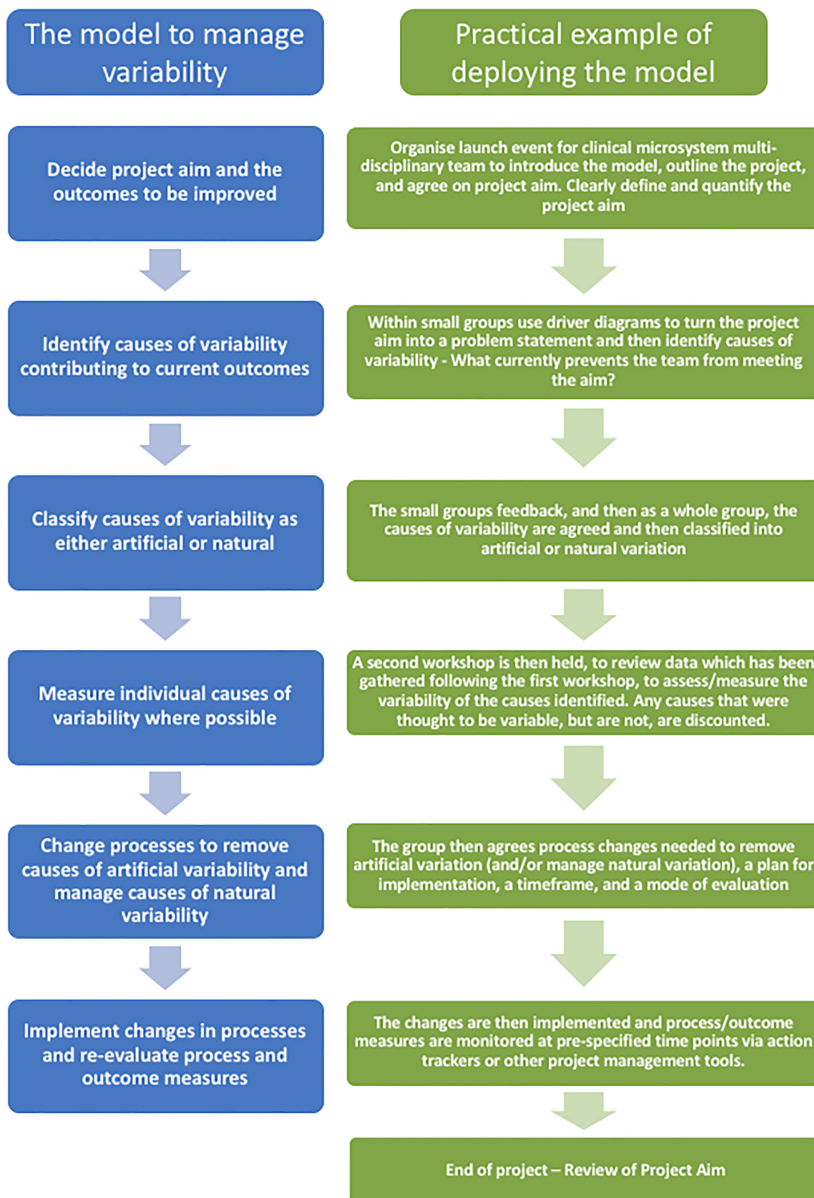 The model to manage
variability
Practical example of
deploying the model
Decide project aim and the
outcomes to be improved
Organise launch event for clinical microsystem multi-
disciplinary team to introduce the model, outline the project,
and agree on project aim. Clearly define and quantify the
project aim
Identify causes of variability
contributing to current outcomes
Within small groups use driver diagrams to turn the project
aim into a problem statement and then identify causes of
variability - What currently prevents the team from meeting
the aim?
Classify causes of variability as
either artificial or natural
The small groups feedback, and then as a whole group, the
causes of variability are agreed and then classified into
artificial or natural variation
Measure individual causes of
variability where possible
A second workshop is then held, to review data which has been
gathered following the first workshop, to assess/measure the
variability of the causes identified. Any causes that were
thought to be variable, but are not, are discounted.
Change processes to remove
causes of artificial variability and
manage causes of natural
variability
The group then agrees process changes needed to remove
artificial variation (and/or manage natural variation), a plan for
implementation, a timeframe, and a mode of evaluation
Implement changes in processes
and re-evaluate process and
outcome measures
The changes are then implemented and process/outcome
measures are monitored at pre-specified time points via action
trackers or other project management tools.
End of project – Review of Project Aim